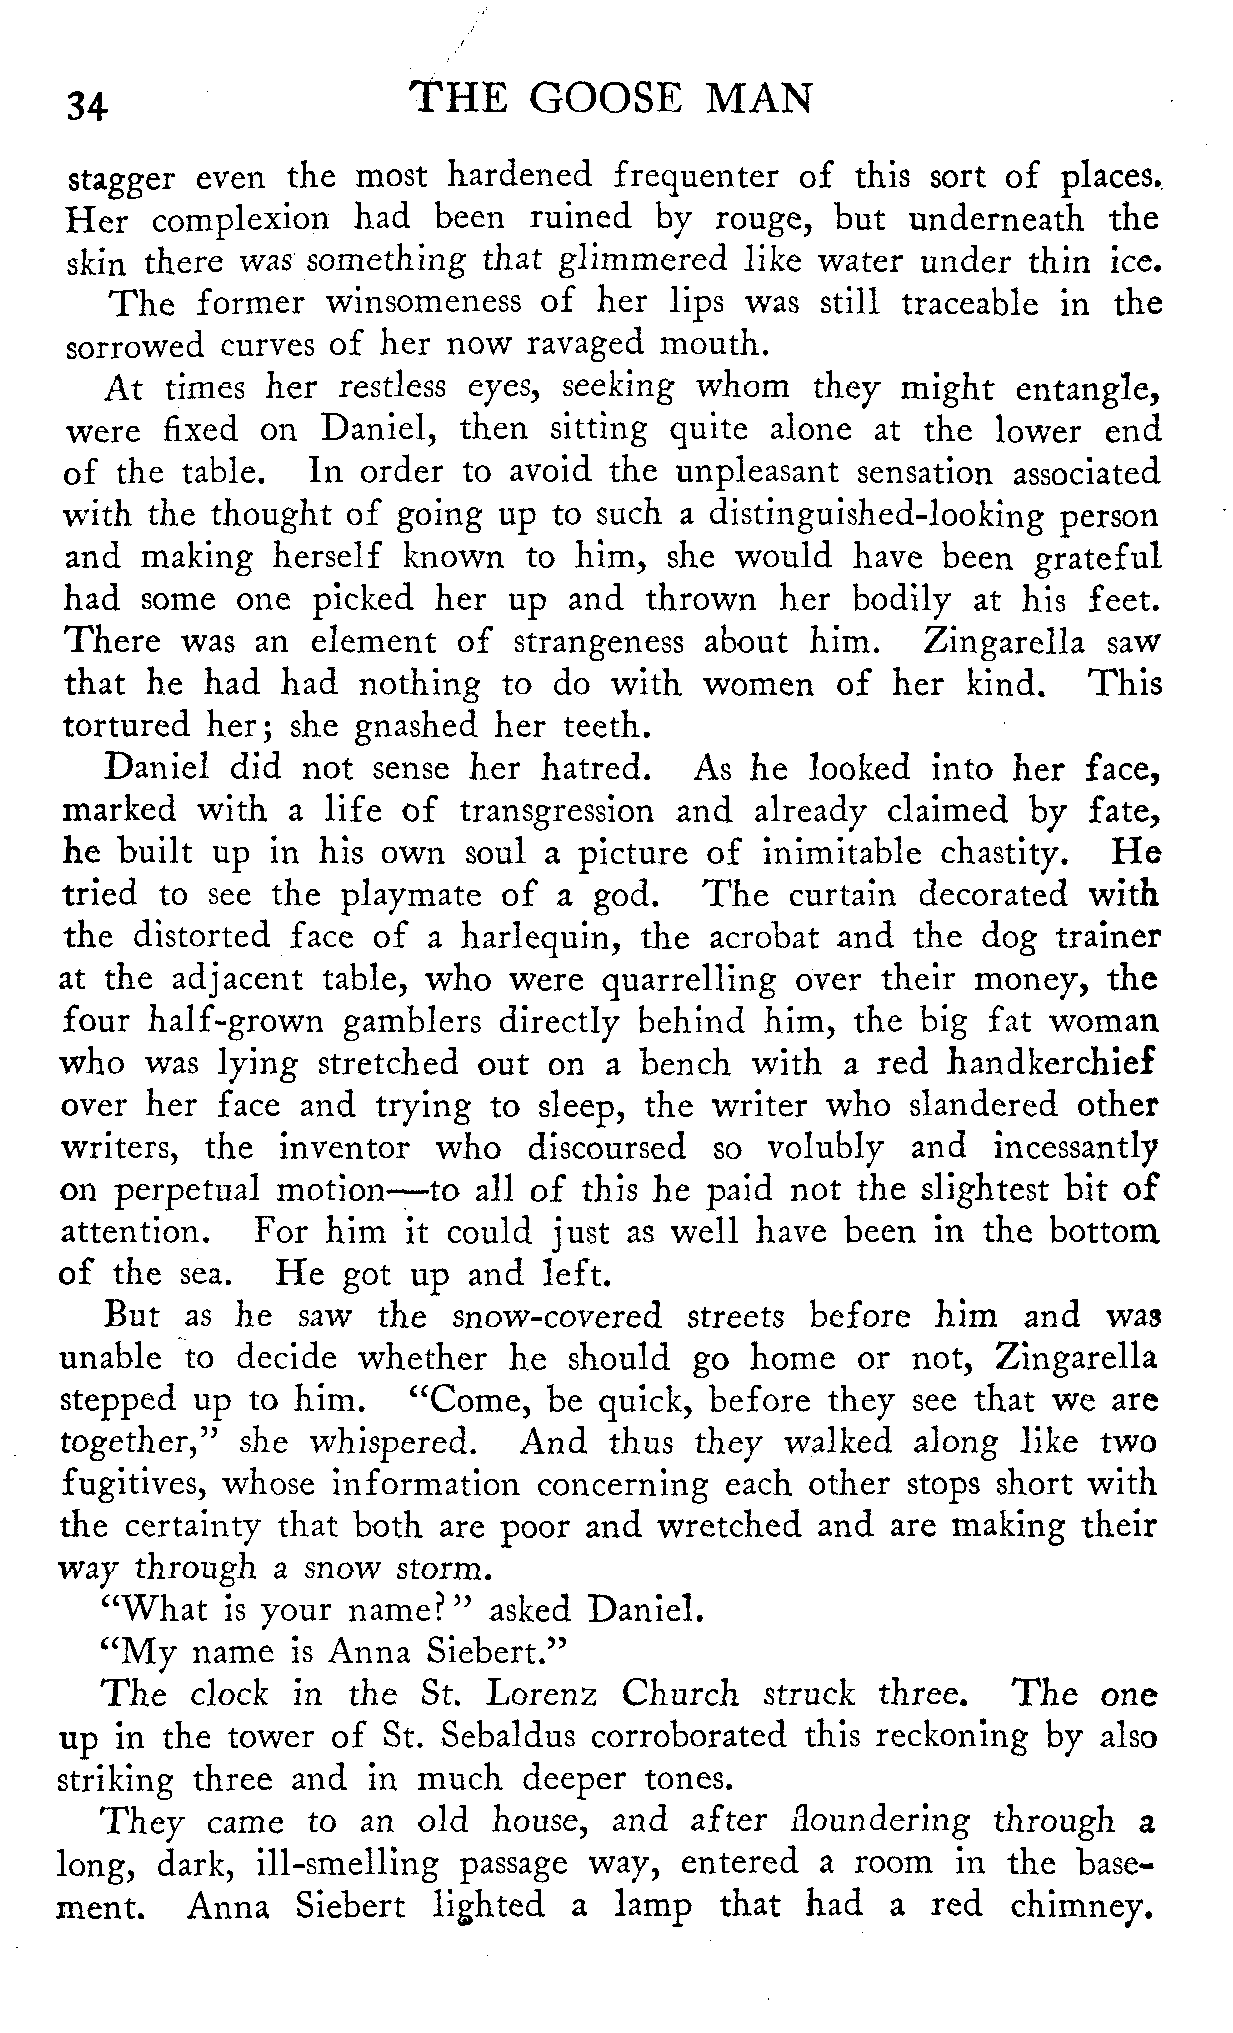 34 THE GOOSE MAN
stagger even the most hardened frequenter of this sort of places.
Her complexion had been ruined by rouge, but underneath the
skin there was something that glimmered like water under thin ice.
The former winsomeness of her lips was still traceable in the
sorrowed curves of her now ravaged mouth.
At times her restless eyes, seeking whom they might entangle,
were fixed on Daniel, then sitting quite alone at the lower end
of the table. In order to avoid the unpleasant sensation associated
with the thought of going up to such a distinguished-looking person
and making herself known to him, she would have been grateful
had some one picked her up and thrown her bodily at his feet.
There was an element of strangeness about him. Zingarella saw
that he had had nothing to do with women of her kind. This
tortured her; she gnashed her teeth.
Daniel did not sense her hatred. As he looked into her face,
marked with a life of transgression and already claimed by fate,
he built up in his own soul a picture of inimitable chastity. He
tried to see the playmate of a god. The curtain decorated with
the distorted face of a harlequin, the acrobat and the dog trainer
at the adjacent table, who were quarrelling over their money, the
four half-grown gamblers directly behind him, the big fat woman
who was lying stretched out on a bench with a red handkerchief
over her face and trying to sleep, the writer who slandered other
writers, the inventor who discoursed so volubly and incessantly
on perpetual motion—to all of this he paid not the slightest bit of
attention. For him it could just as well have been in the bottom
of the sea. He got up and left.
But as he saw the snow-covered streets before him and was
unable to decide whether he should go home or not, Zingarella
stepped up to him. “Come, be quick, before they see that we are
together,” she whispered. And thus they walked along like two
fugitives, whose information concerning each other stops short with
the certainty that both are poor and wretched and are making their
way through a snow storm.
“What is your name?” asked Daniel.
“My name is Anna Siebert.”
The clock in the St. Lorenz Church struck three. The one
up in the tower of St. Sebaldus corroborated this reckoning by also
striking three and in much deeper tones.
They came to an old house, and after floundering through a
long, dark, ill-smelling passage way, entered a room in the base-
ment. Anna Siebert lighted a lamp that had a red chimney.